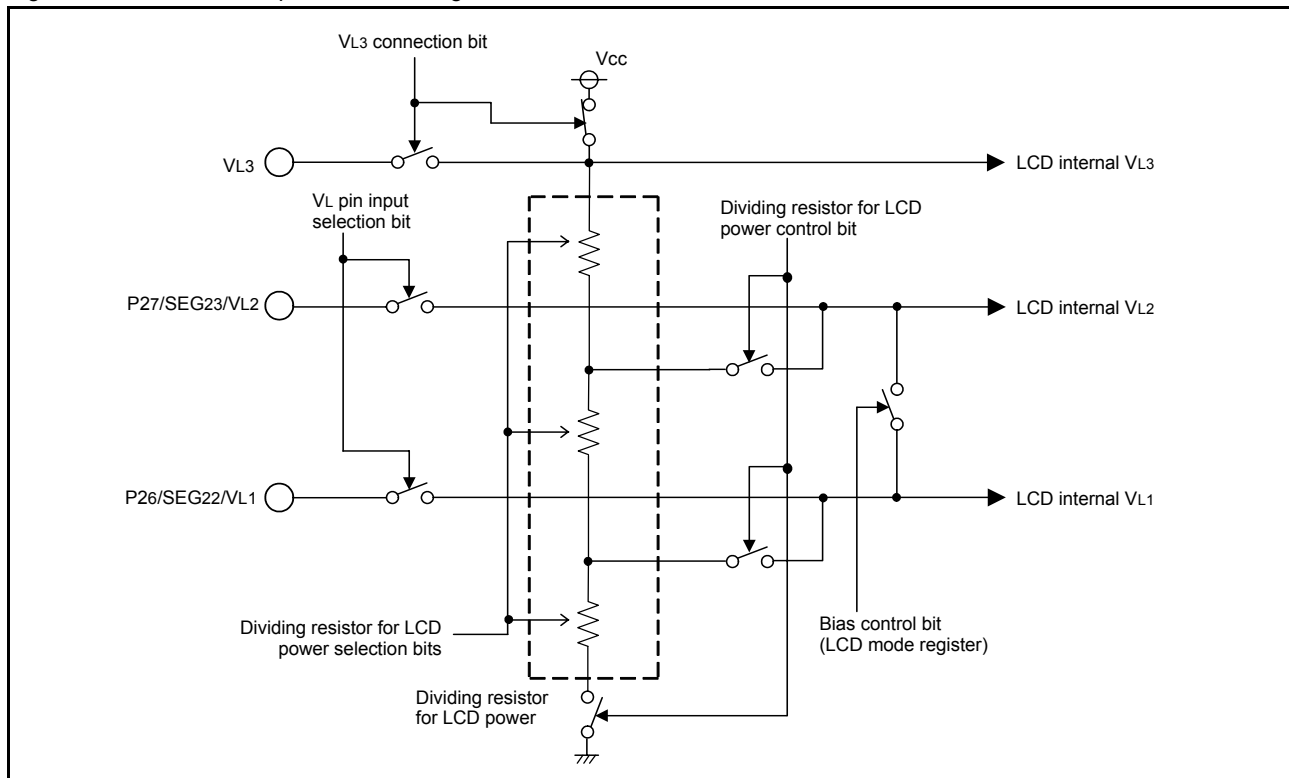 VL3 connection bit
Vcc
VL3
LCD internal VL3
VL pin input
selection bit
Dividing resistor for LCD
power control bit
P27/SEG23/VL2
LCD internal VL2
P26/SEG22/VL1
LCD internal VL1
Dividing resistor for LCD
power selection bits
Bias control bit
(LCD mode register)
Dividing resistor
for LCD power